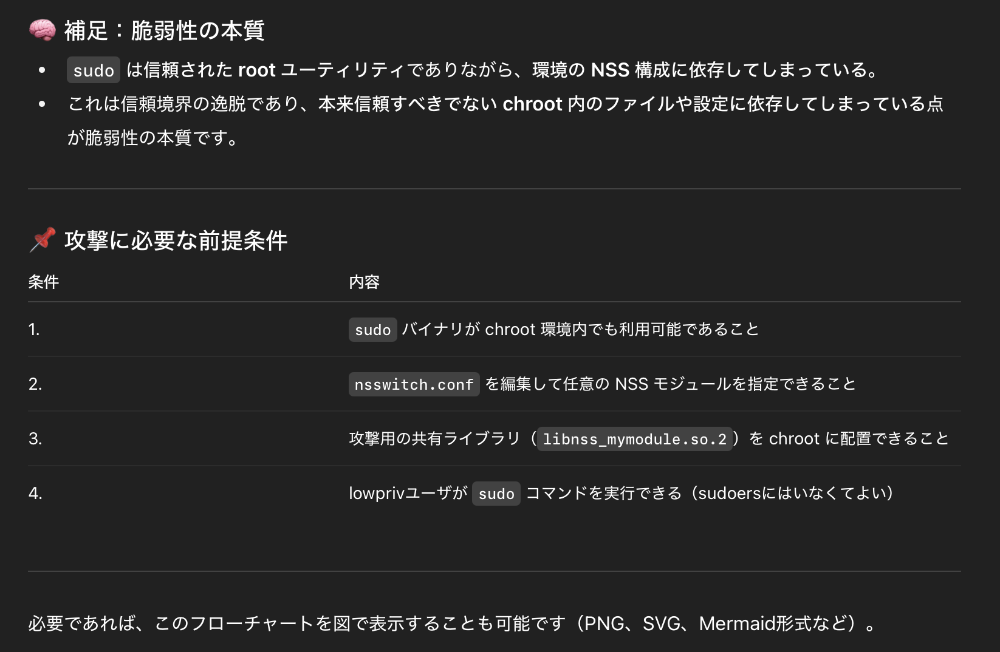 🧠 補足：脆弱性の本質
• sudo は信頼された root ユーティリティでありながら、環境の NSS 構成に依存してしまっている。
• これは信頼境界の逸脱であり、本来信頼すべきでない chroot 内のファイルや設定に依存してしまっている点
が脆弱性の本質です。
📌 攻撃に必要な前提条件
条件 内容
1. sudo バイナリが chroot 環境内でも利用可能であること
2. nsswitch.conf を編集して任意の NSS モジュールを指定できること
3. 攻撃用の共有ライブラリ（libnss_mymodule.so.2）を chroot に配置できること
4. lowprivユーザが sudo コマンドを実行できる（sudoersにはいなくてよい）
必要であれば、このフローチャートを図で表示することも可能です（PNG、SVG、Mermaid形式など）。